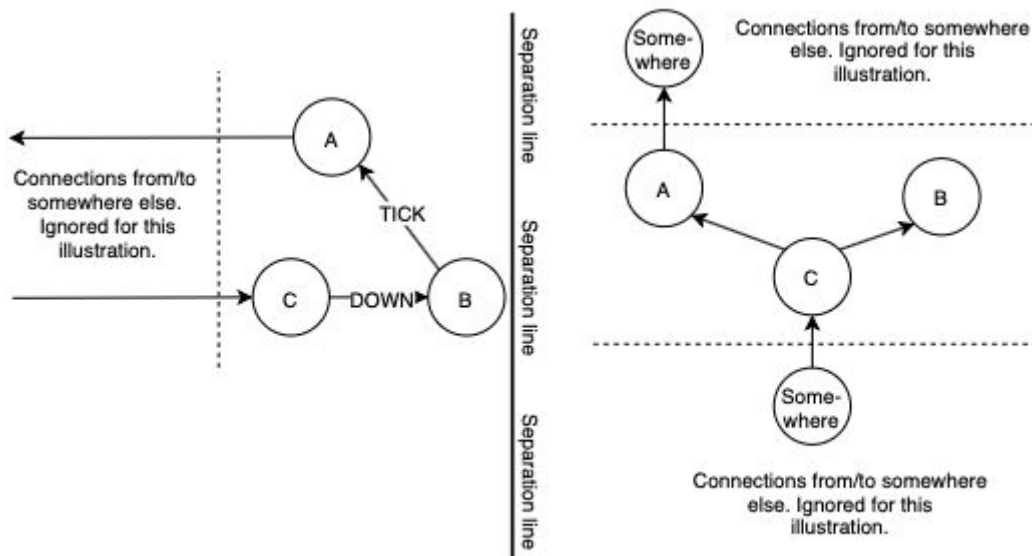 A
Connections from/to
somewhere else.
Ignored for this
illustration.
TICK
C
DOWN
B
Separation line
Separation line
Separation line
Some-
where
Connections from/to somewhere
else. Ignored for this
illustration.
A
B
C
Some-
where
Connections from/to somewhere
else. Ignored for this
illustration.